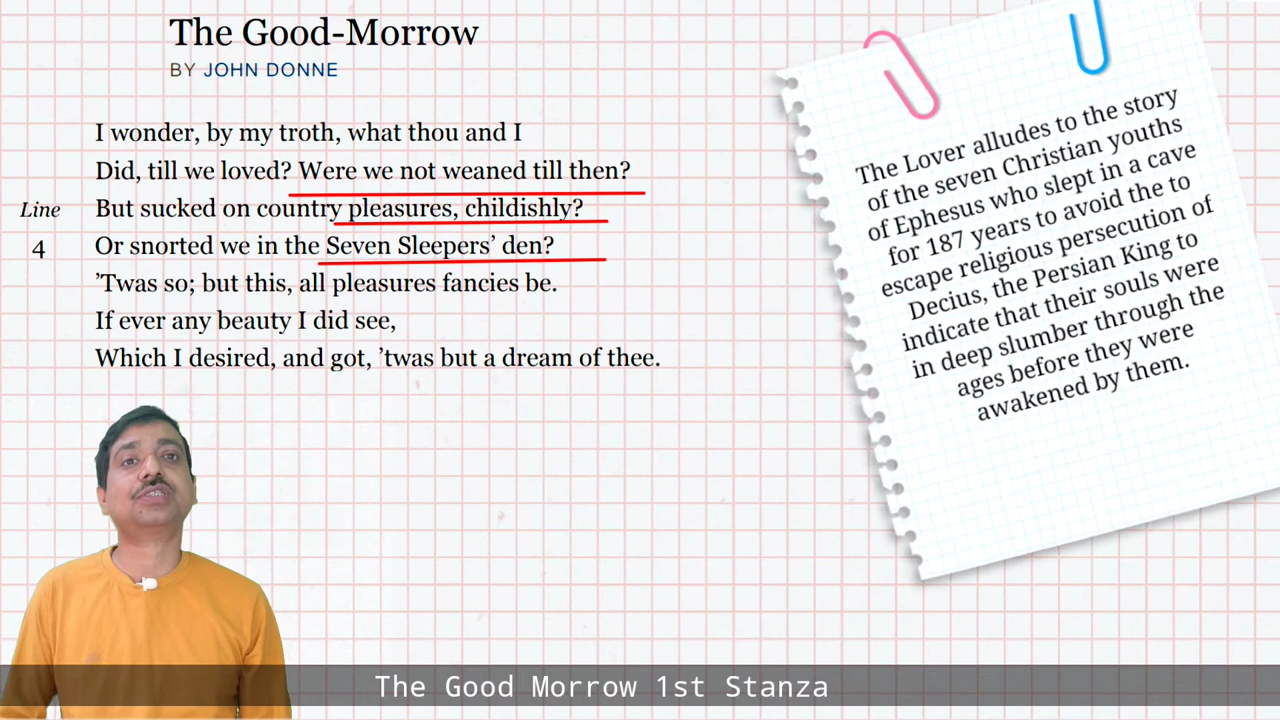 The Good-Morrow
BY JOHN DONNE
I wonder, by my troth, what thou and I
Did, till we loved? Were we not weaned till then?
Line But sucked on country pleasures, childishly?
4 Or snorted we in the Seven Sleepers’ den?
’Twas so; but this, all pleasures fancies be.
If ever any beauty I did see,
Which I desired, and got, ’twas but a dream of thee.
The Lover alludes to the story
of the seven Christian youths
of Ephesus who slept in a cave
for 187 years to avoid the to
escape religious persecution of
Decius, the Persian King to
indicate that their souls were
in deep slumber through the
ages before they were
awakened by them.
The Good Morrow 1st Stanza